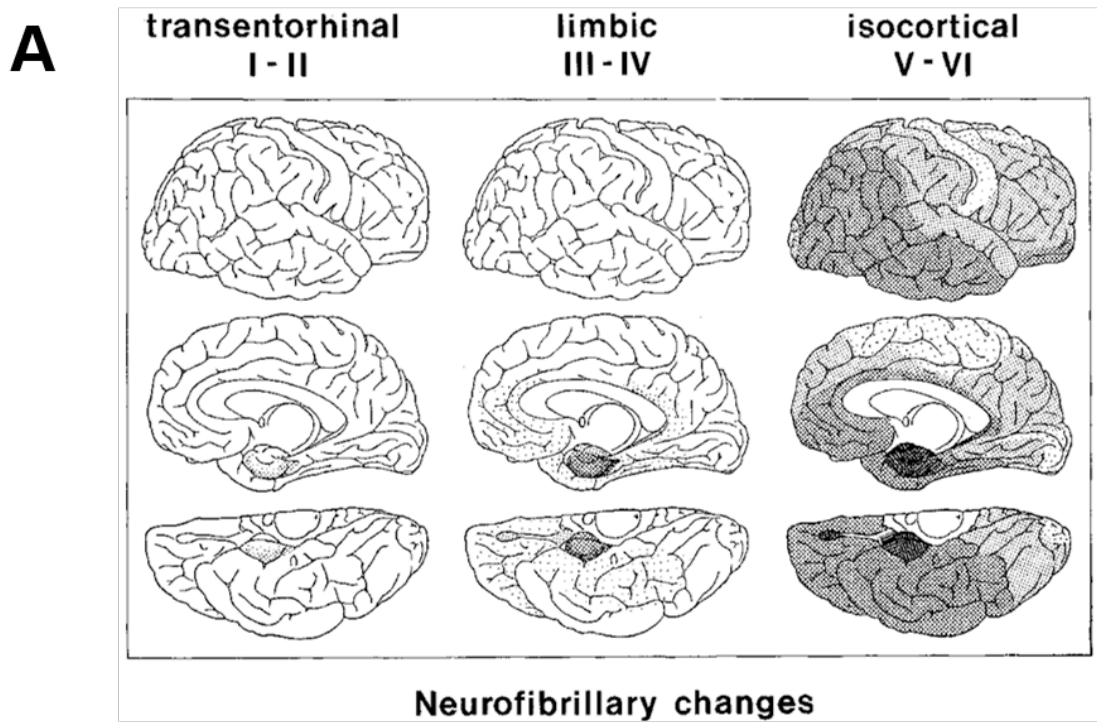 A
transentorhinal limbic isocortical
I - II III - IV V - VI
Neurofibrillary changes